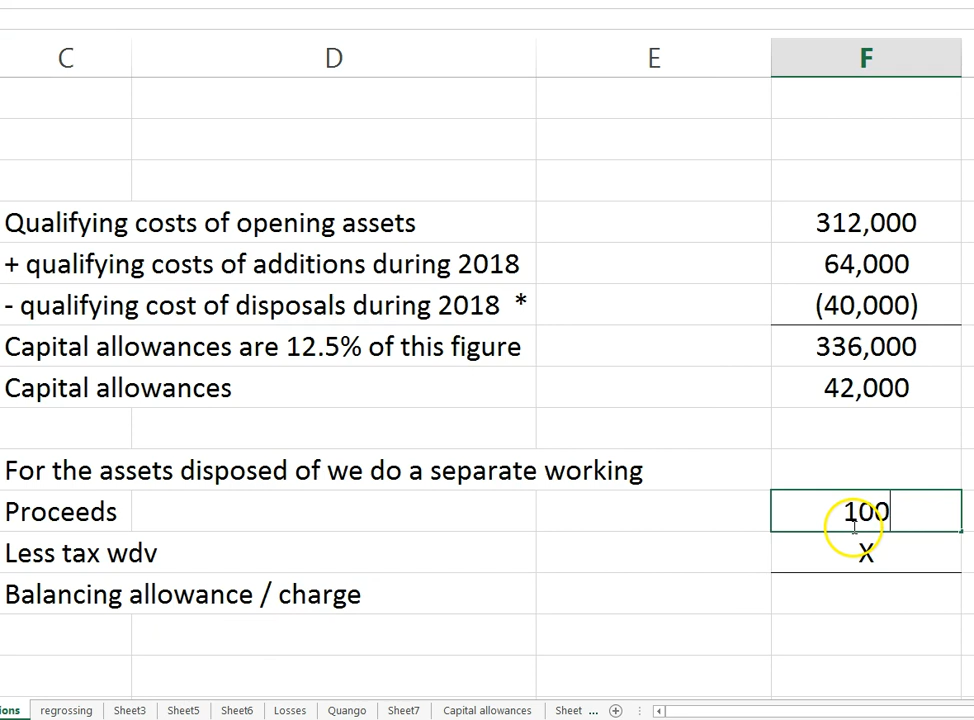 C D E F
Qualifying costs of opening assets 312,000
+ qualifying costs of additions during 2018 64,000
- qualifying cost of disposals during 2018 * (40,000)
Capital allowances are 12.5% of this figure 336,000
Capital allowances 42,000
For the assets disposed of we do a separate working
Proceeds 100
Less tax wdv X
Balancing allowance / charge
ions regrossing Sheet3 Sheet5 Sheet6 Losses Quango Sheet7 Capital allowances Sheet ...